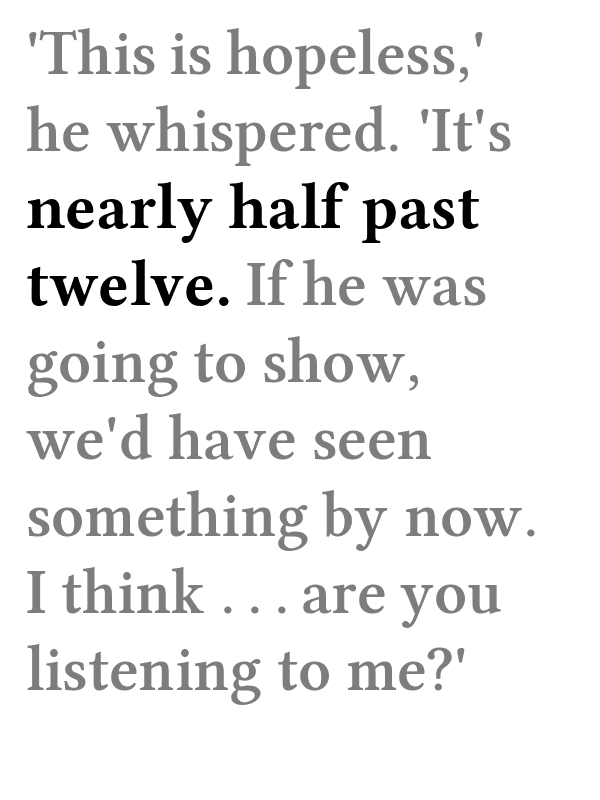 'This is hopeless,'
he whispered. 'It's
nearly half past
twelve. If he was
going to show,
we'd have seen
something by now.
I think . . . are you
listening to me?'